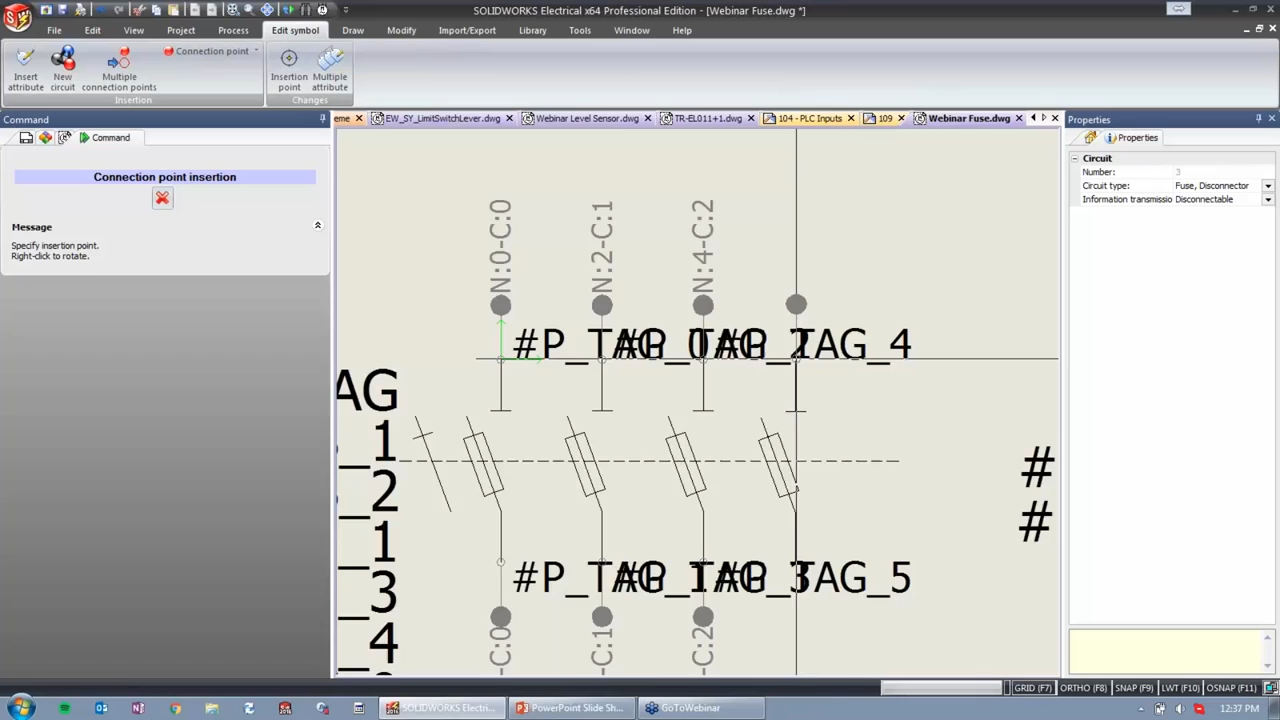 SOLIDWORKS Electrical x64 Professional Edition - [Webinar Fuse.dwg *]
File Edit View Project Process Edit symbol Draw Modify Import/Export Library Tools Window Help
Insert attribute
New circuit
Multiple connection points
Connection point
Insertion point
Multiple attribute
Insertion
Changes
Command
eme
EW_SY_LimitSwitchLever.dwg
Webinar Level Sensor.dwg
TR-EL011+1.dwg
104 - PLC Inputs
109
Webinar Fuse.dwg
Properties
Command
Properties
Circuit
Number: 3
Circuit type: Fuse, Disconnector
Information transmissio Disconnectable
Connection point insertion
Message
Specify insertion point.
Right-click to rotate.
N:0-C:0
N:2-C:1
N:4-C:2
#P_TAG_0
#P_TAG_2
#P_TAG_4
AG
_1
_2
_1
_3
_4
#
#
#P_TAG_1
#P_TAG_3
#P_TAG_5
-C:0
-C:1
-C:2
GRID (F7) ORTHO (F8) SNAP (F9) LWT (F10) OSNAP (F11)
SOLIDWORKS Electri...
PowerPoint Slide Sh...
GoToWebinar
12:37 PM